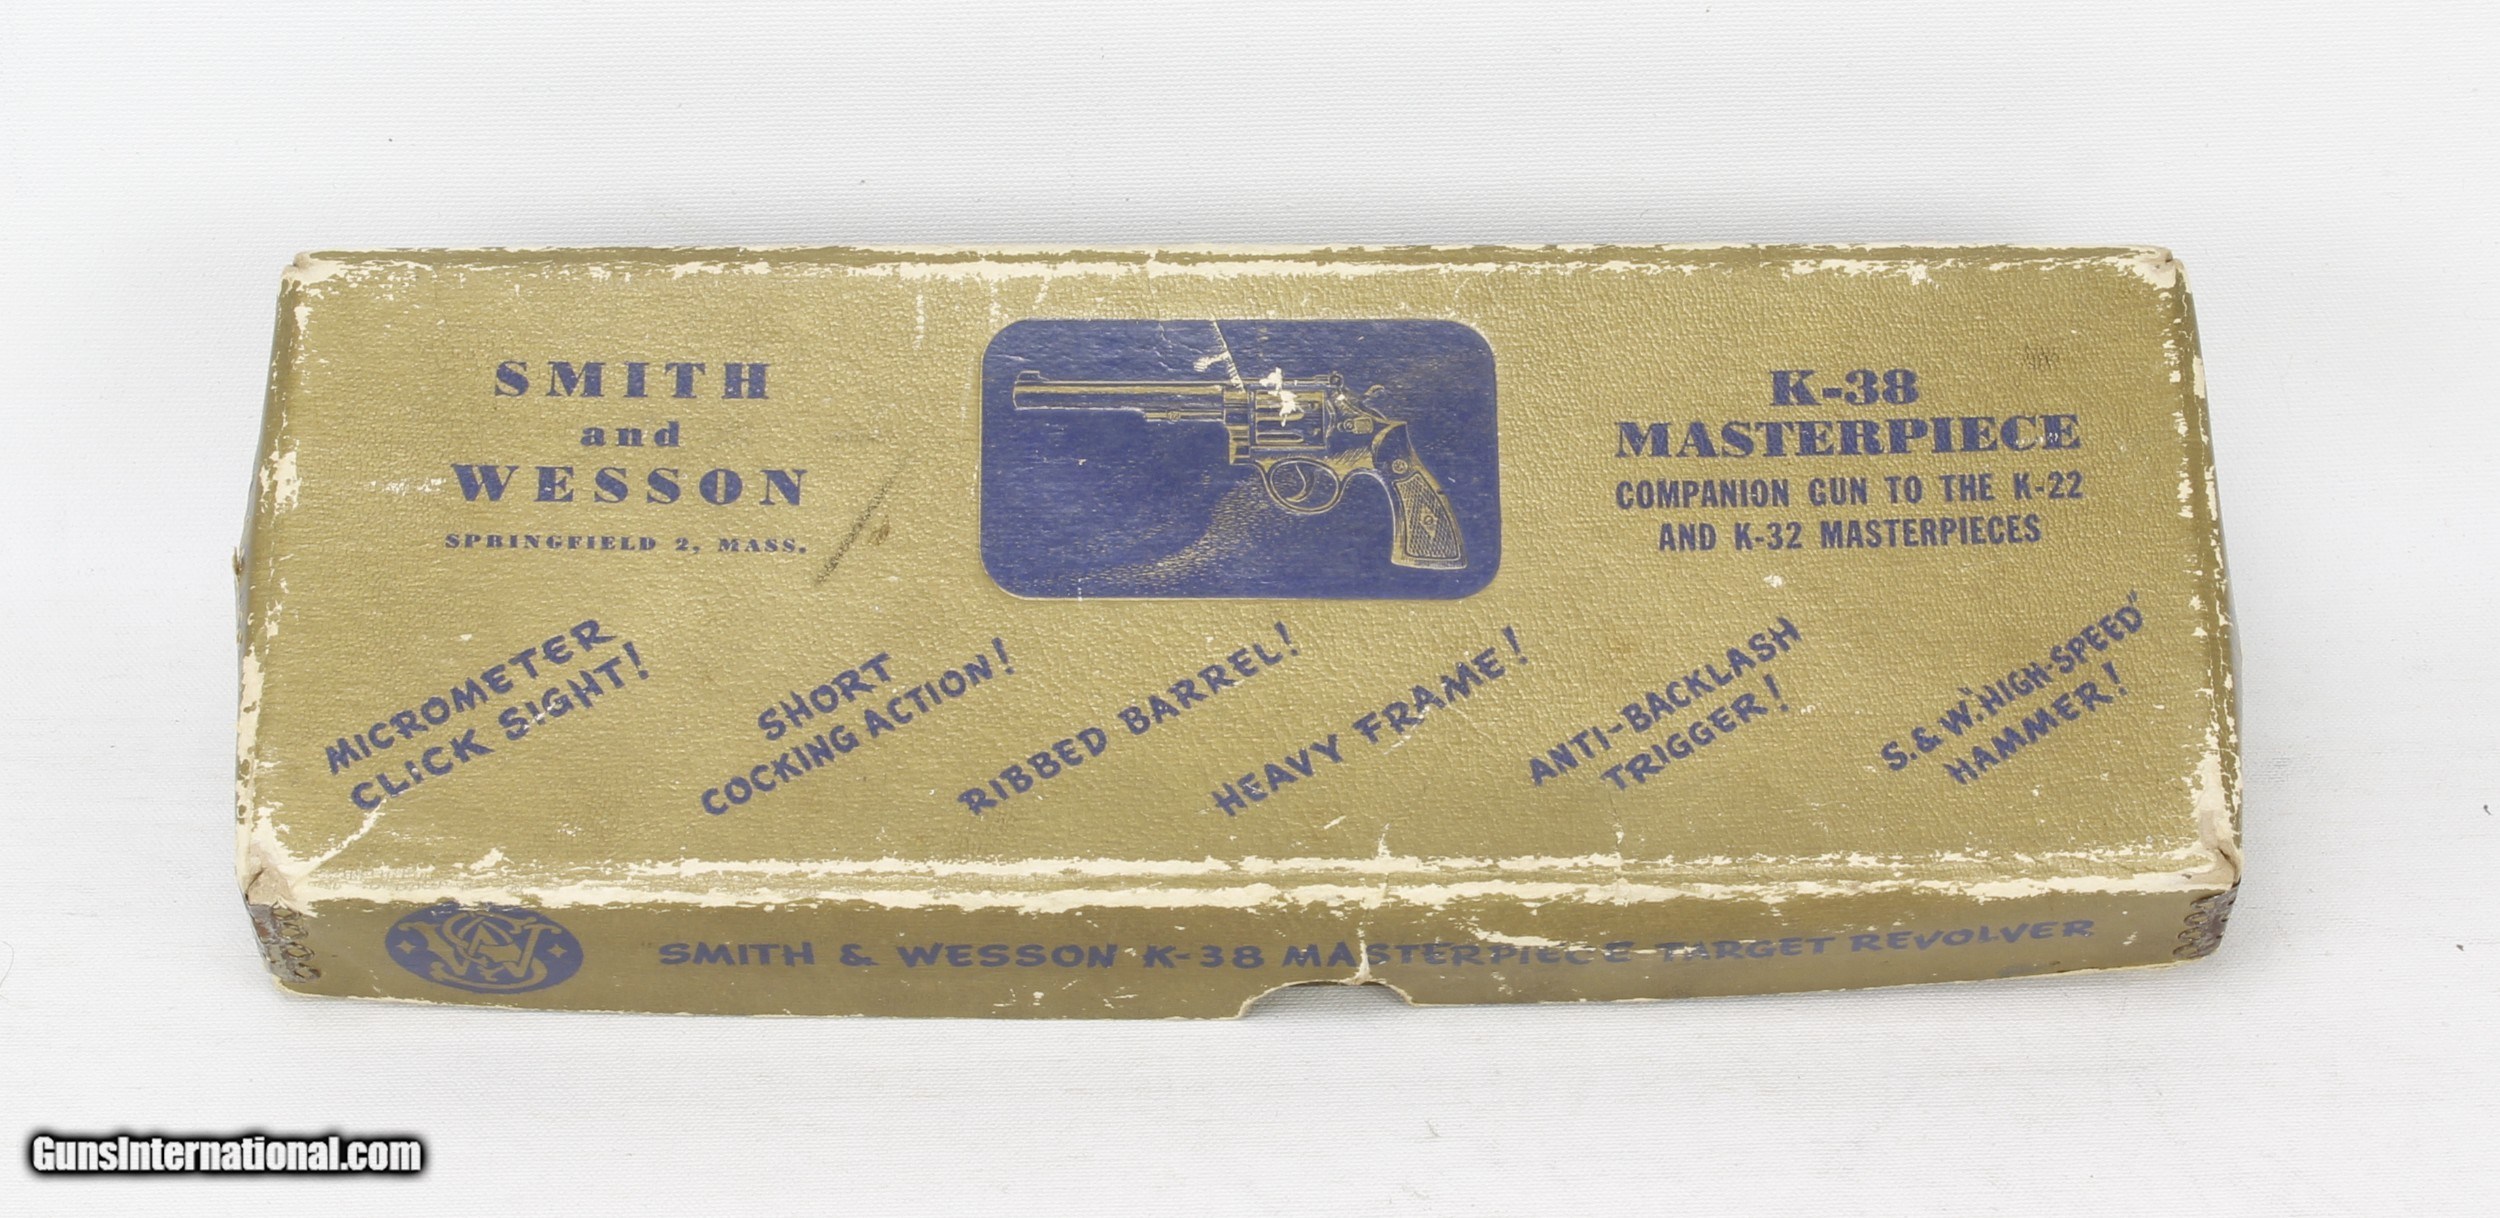 SMITH
and
WESSON
SPRINGFIELD 2, MASS.
K-38
MASTERPIECE
COMPANION GUN TO THE K-22
AND K-32 MASTERPIECES
MICROMETER
CLICK SIGHT!
SHORT
COCKING ACTION!
RIBBED BARREL!
HEAVY FRAME!
ANTI-BACKLASH
TRIGGER!
S.&W. "HIGH-SPEED"
HAMMER!
SMITH & WESSON K-38 MASTERPIECE TARGET REVOLVER
GunsInternational.com